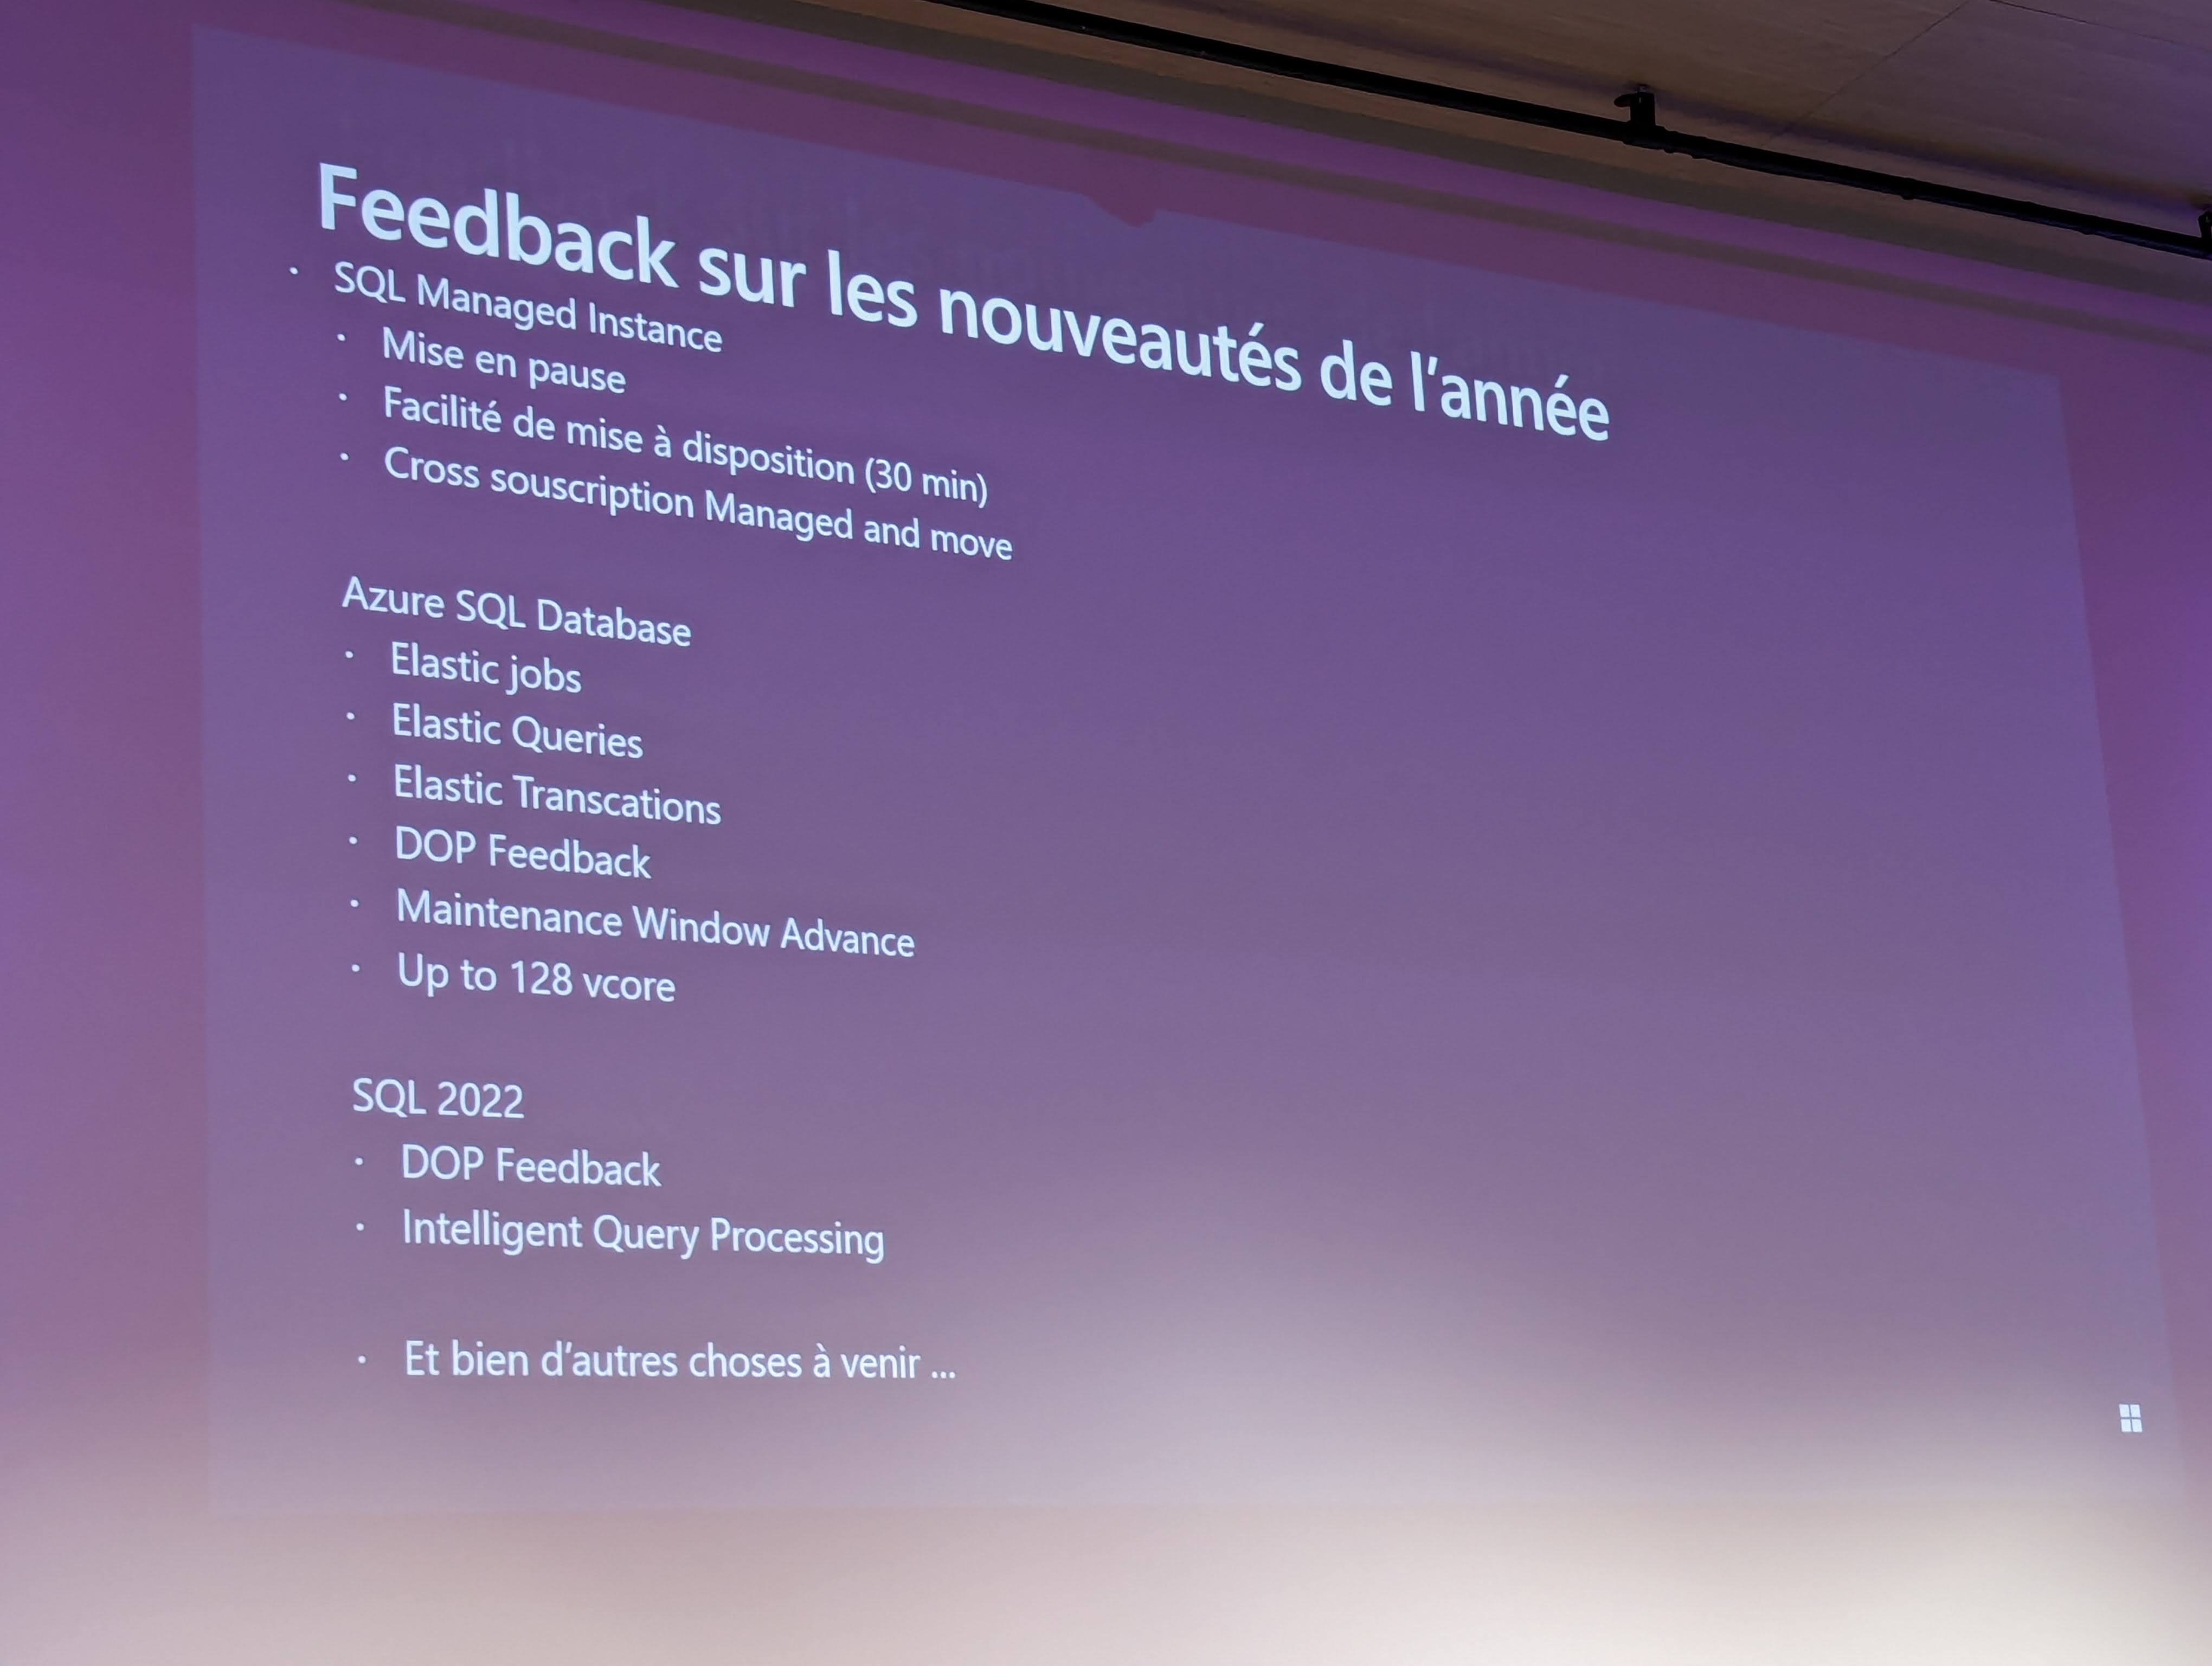 Feedback sur les nouveautés de l'année
• SQL Managed Instance
• Mise en pause
• Facilité de mise à disposition (30 min)
• Cross souscription Managed and move
Azure SQL Database
• Elastic jobs
• Elastic Queries
• Elastic Transcations
• DOP Feedback
• Maintenance Window Advance
• Up to 128 vcore
SQL 2022
• DOP Feedback
• Intelligent Query Processing
• Et bien d'autres choses à venir ...